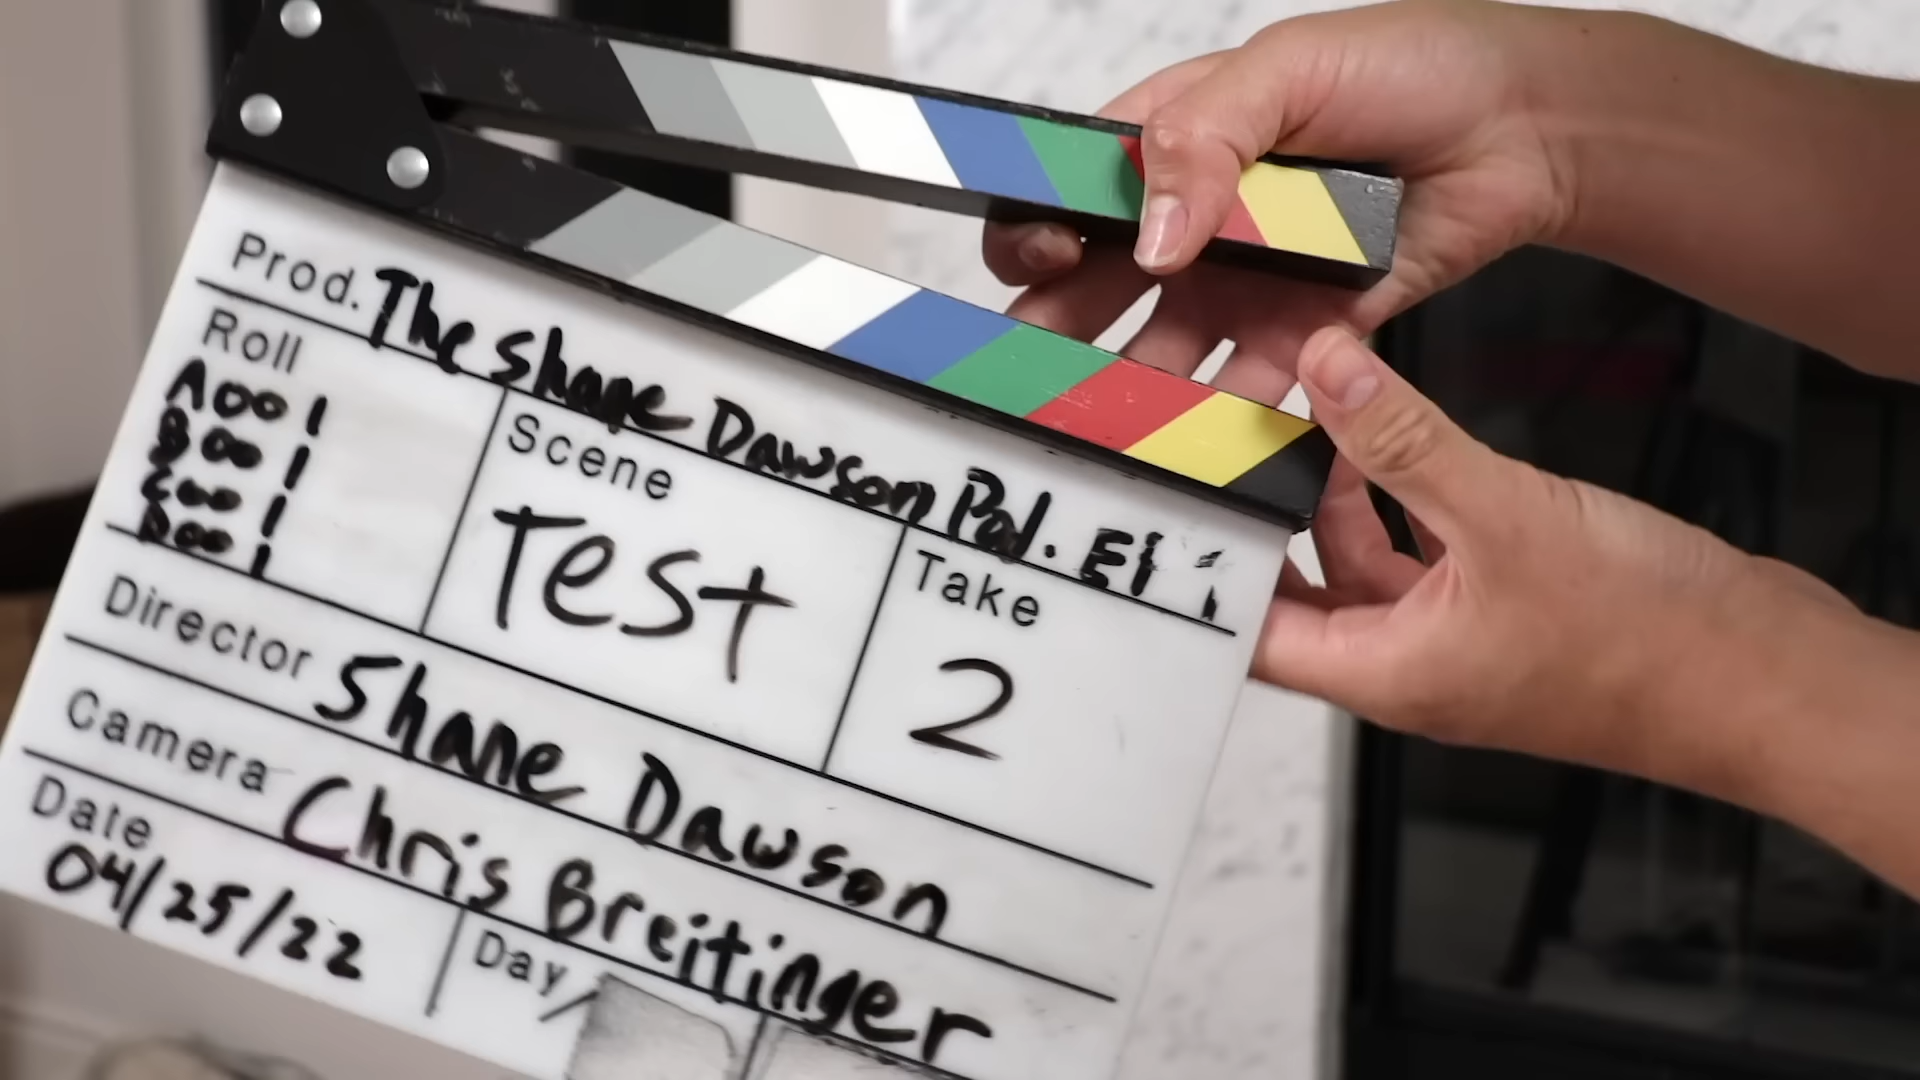 Prod. The Shane Dawson Pod. E1
Roll
A001
B001
C001
D001
Scene
Test
Take
2
Director Shane Dawson
Camera Chris Breitinger
Date
04/25/22
Day/